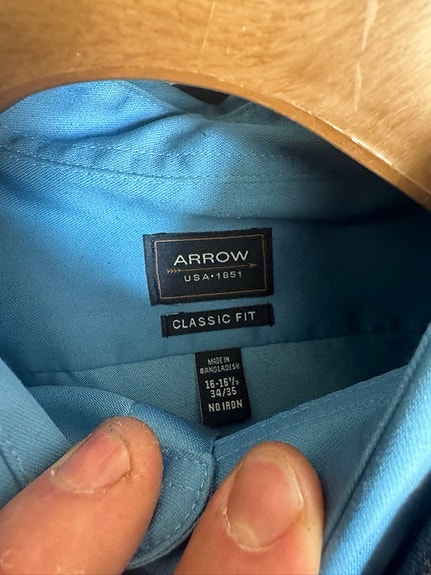 ARROW
USA•1851
CLASSIC FIT
MADE IN
BANGLADESH
16-16½
34/35
NO IRON